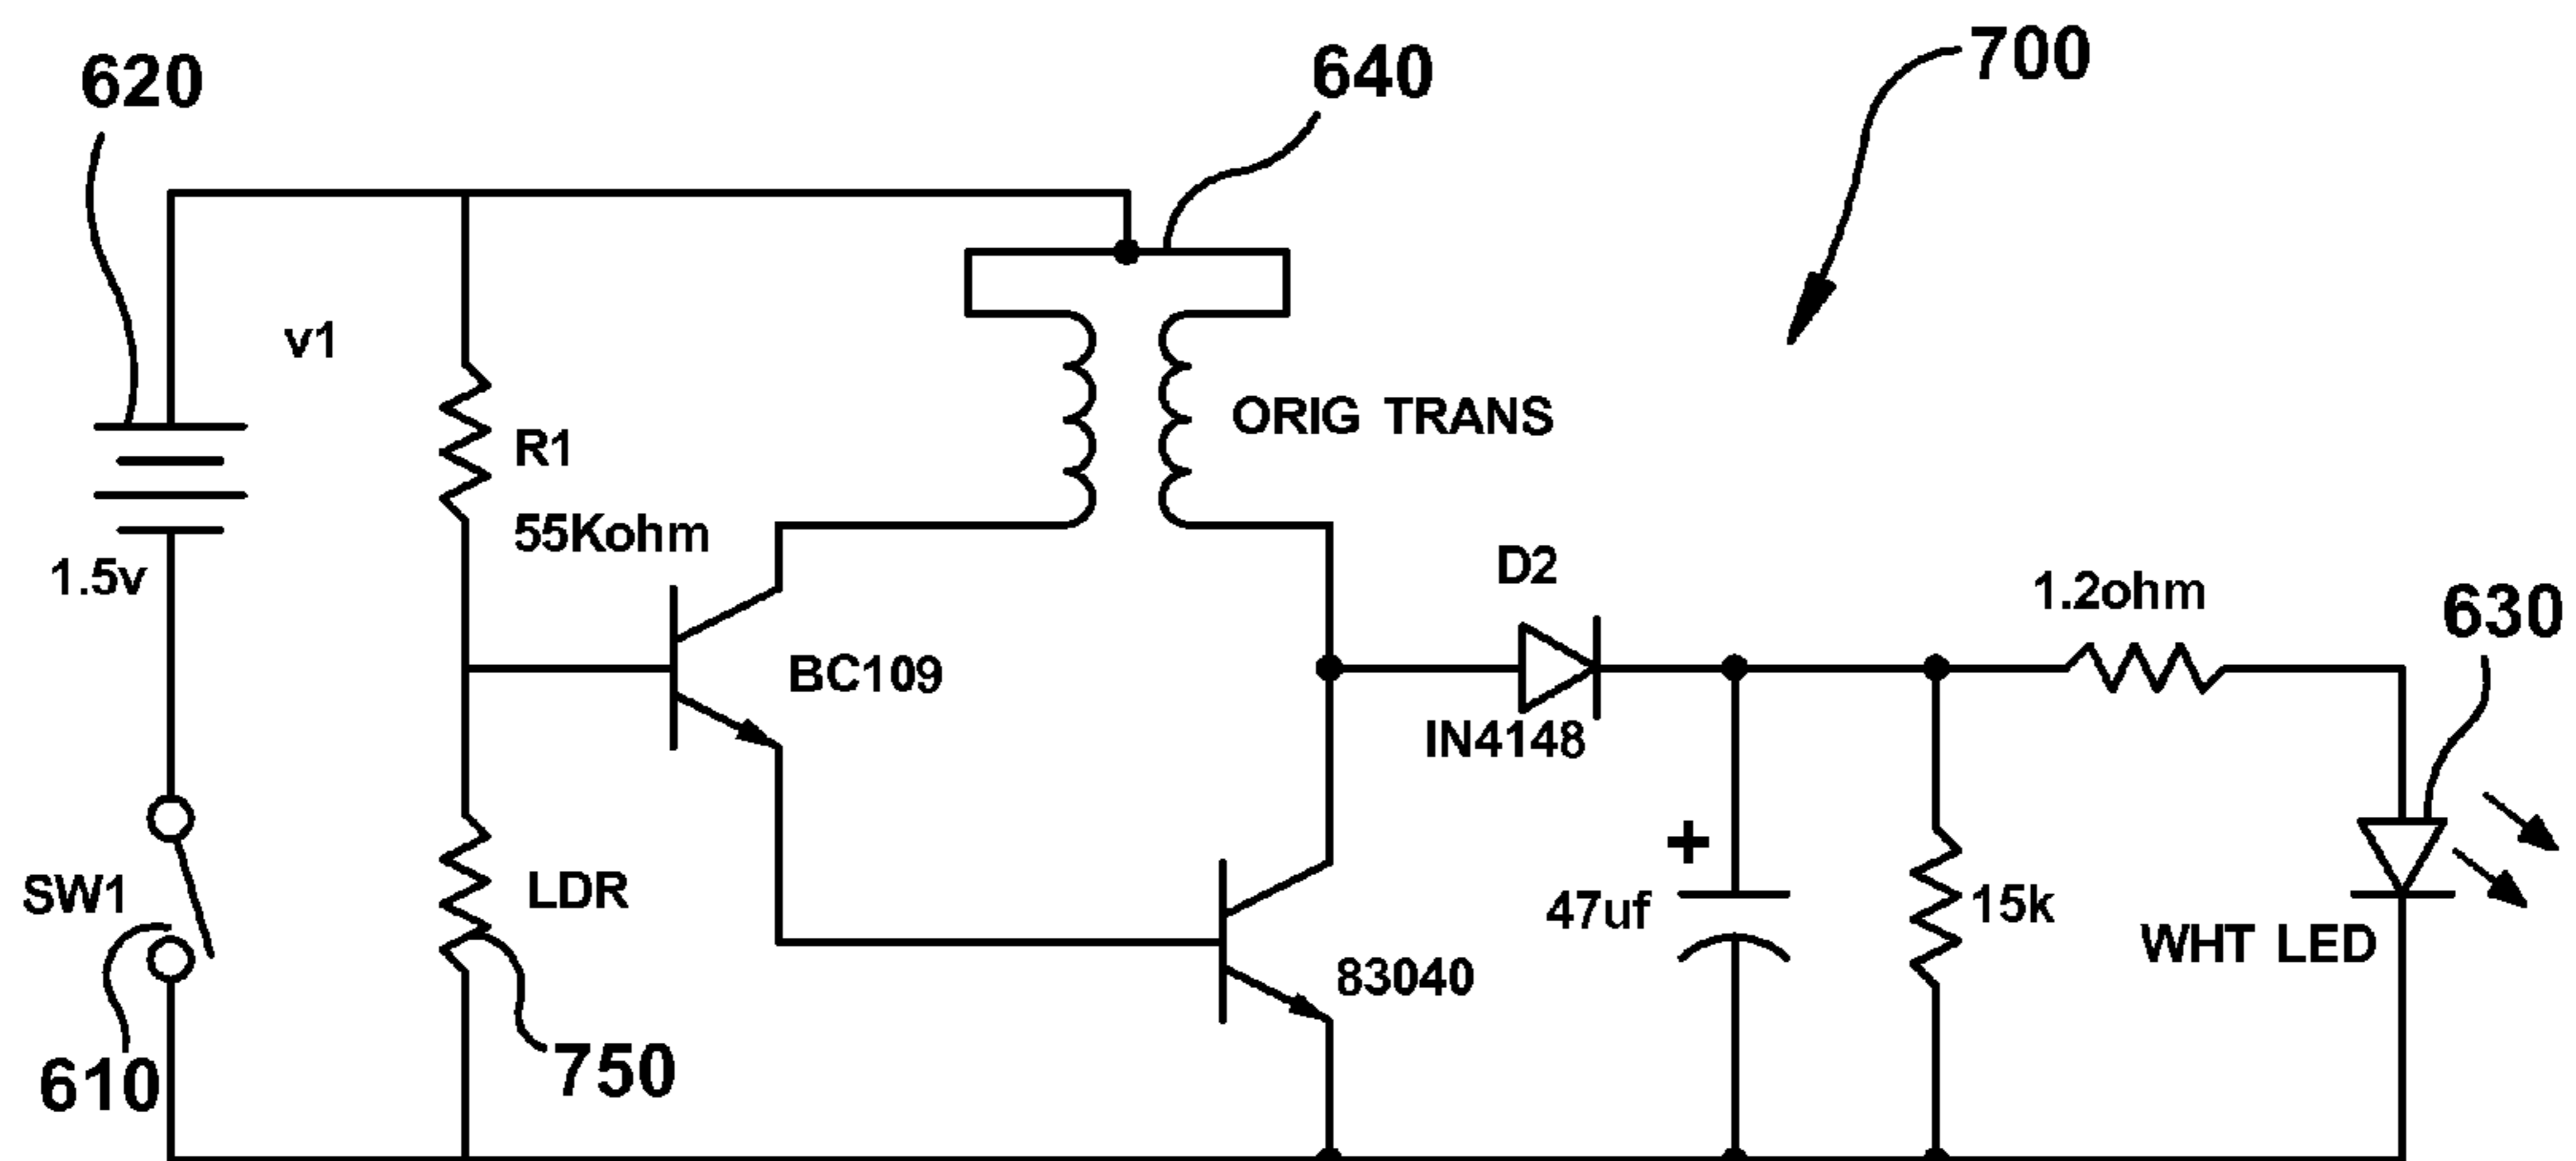 620
640
700
v1
ORIG TRANS
R1
55Kohm
1.5v
D2
1.2ohm
630
BC109
IN4148
SW1
LDR
+
47uf
15k
WHT LED
83040
610
750